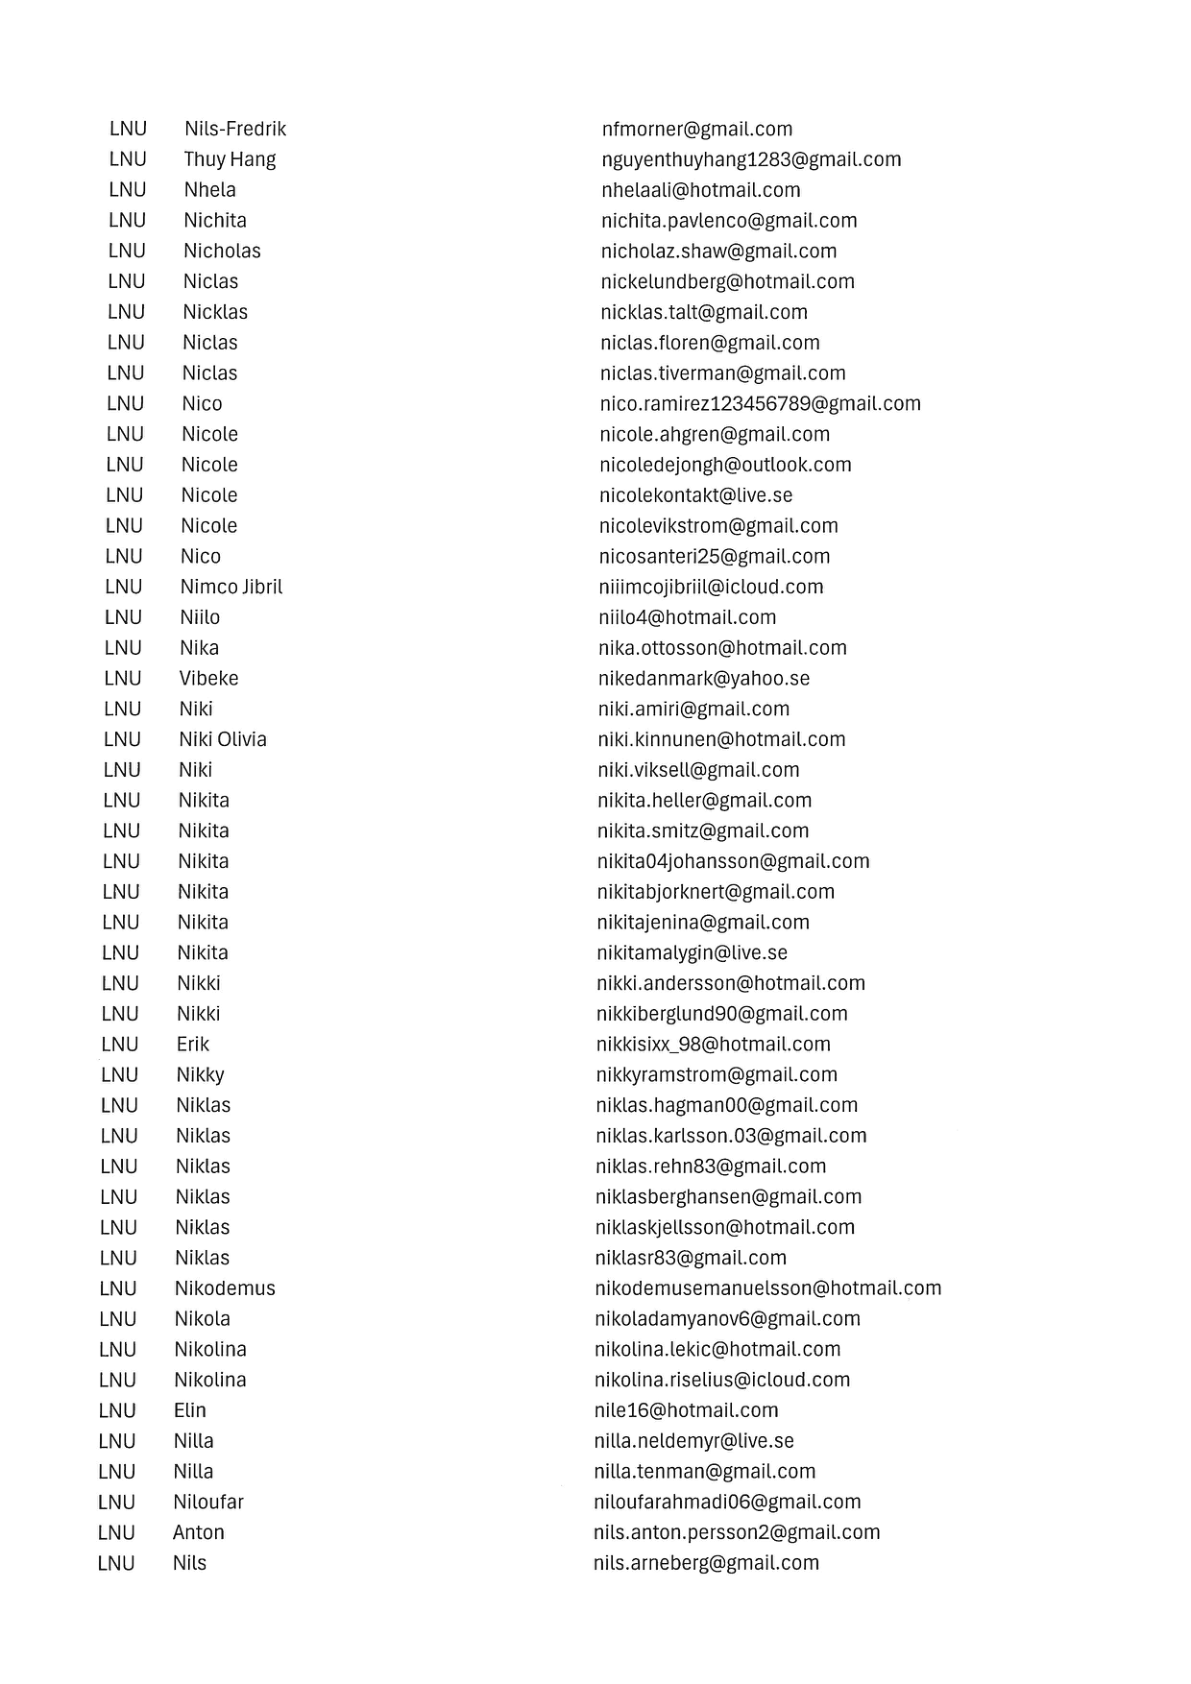 LNU Nils-Fredrik nfmorner@gmail.com
LNU Thuy Hang nguyenthuyhang1283@gmail.com
LNU Nhela nhelaali@hotmail.com
LNU Nichita nichita.pavlenco@gmail.com
LNU Nicholas nicholaz.shaw@gmail.com
LNU Niclas nickelundberg@hotmail.com
LNU Nicklas nicklas.talt@gmail.com
LNU Niclas niclas.floren@gmail.com
LNU Niclas niclas.tiverman@gmail.com
LNU Nico nico.ramirez123456789@gmail.com
LNU Nicole nicole.ahgren@gmail.com
LNU Nicole nicoledejongh@outlook.com
LNU Nicole nicolekontakt@live.se
LNU Nicole nicolevikstrom@gmail.com
LNU Nico nicosanteri25@gmail.com
LNU Nimco Jibril niiimcojibriil@icloud.com
LNU Niilo niilo4@hotmail.com
LNU Nika nika.ottosson@hotmail.com
LNU Vibeke nikedanmark@yahoo.se
LNU Niki niki.amiri@gmail.com
LNU Niki Olivia niki.kinnunen@hotmail.com
LNU Niki niki.viksell@gmail.com
LNU Nikita nikita.heller@gmail.com
LNU Nikita nikita.smitz@gmail.com
LNU Nikita nikita04johansson@gmail.com
LNU Nikita nikitabjorknert@gmail.com
LNU Nikita nikitajenina@gmail.com
LNU Nikita nikitamalygin@live.se
LNU Nikki nikki.andersson@hotmail.com
LNU Nikki nikkiberglund90@gmail.com
LNU Erik nikkisixx_98@hotmail.com
LNU Nikky nikkyramstrom@gmail.com
LNU Niklas niklas.hagman00@gmail.com
LNU Niklas niklas.karlsson.03@gmail.com
LNU Niklas niklas.rehn83@gmail.com
LNU Niklas niklasberghansen@gmail.com
LNU Niklas niklaskjellsson@hotmail.com
LNU Niklas niklasr83@gmail.com
LNU Nikodemus nikodemusemanuelsson@hotmail.com
LNU Nikola nikoladamyanov6@gmail.com
LNU Nikolina nikolina.lekic@hotmail.com
LNU Nikolina nikolina.riselius@icloud.com
LNU Elin nile16@hotmail.com
LNU Nilla nilla.neldemyr@live.se
LNU Nilla nilla.tenman@gmail.com
LNU Niloufar niloufarahmadi06@gmail.com
LNU Anton nils.anton.persson2@gmail.com
LNU Nils nils.arneberg@gmail.com